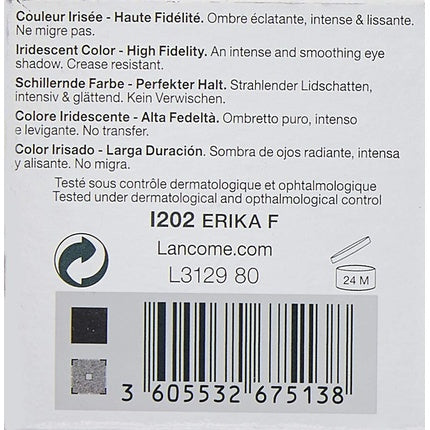 Couleur Irisée - Haute Fidélité. Ombre éclatante, intense & lissante.
Ne migre pas.
Iridescent Color - High Fidelity. An intense and smoothing eye
shadow. Crease resistant.
Schillernde Farbe - Perfekter Halt. Strahlender Lidschatten,
intensiv & glättend. Kein Verwischen.
Colore Iridescente - Alta Fedeltà. Ombretto puro, intenso
e levigante. No transfer.
Color Irisado - Larga Duración. Sombra de ojos radiante, intensa
y alisante. No migra.
Testé sous contrôle dermatologique et ophtalmologique
Tested under dermatological and opthalmological control
I202 ERIKA F
Lancome.com
L3129 80
24 M
3 605532 675138